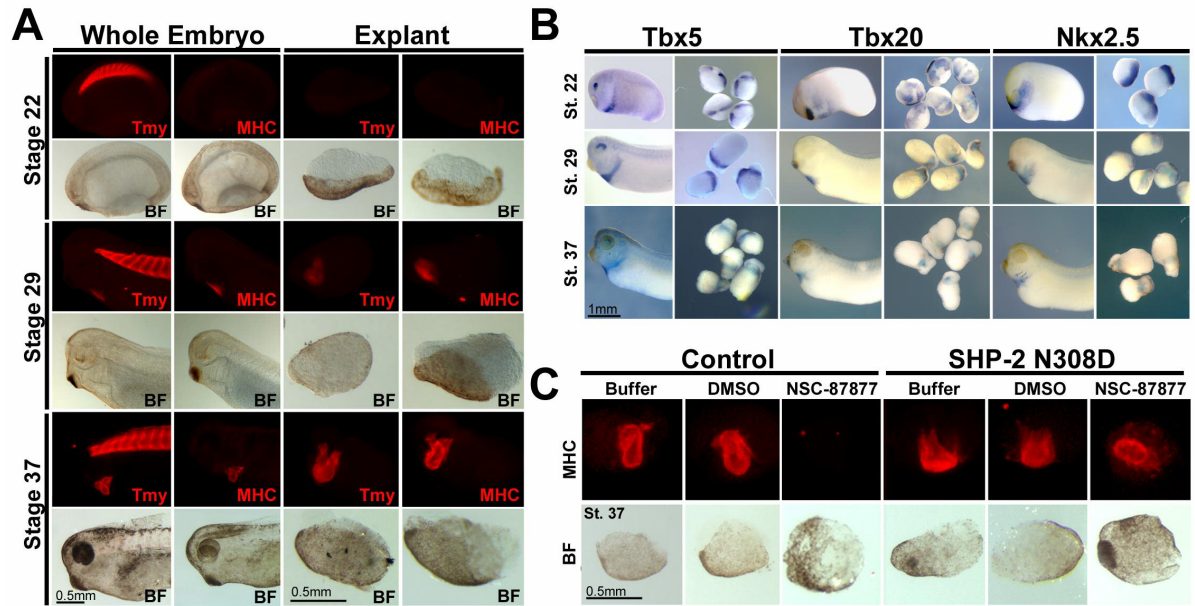 A
Whole Embryo Explant
Stage 22
Tmy MHC Tmy MHC
BF BF BF BF
Stage 29
Tmy MHC Tmy MHC
BF BF BF BF
Stage 37
Tmy MHC Tmy MHC
BF BF BF BF
0.5mm 0.5mm
B
Tbx5 Tbx20 Nkx2.5
St. 22
St. 29
St. 37
1mm
C
Control SHP-2 N308D
Buffer DMSO NSC-87877 Buffer DMSO NSC-87877
MHC
St. 37
BF
0.5mm